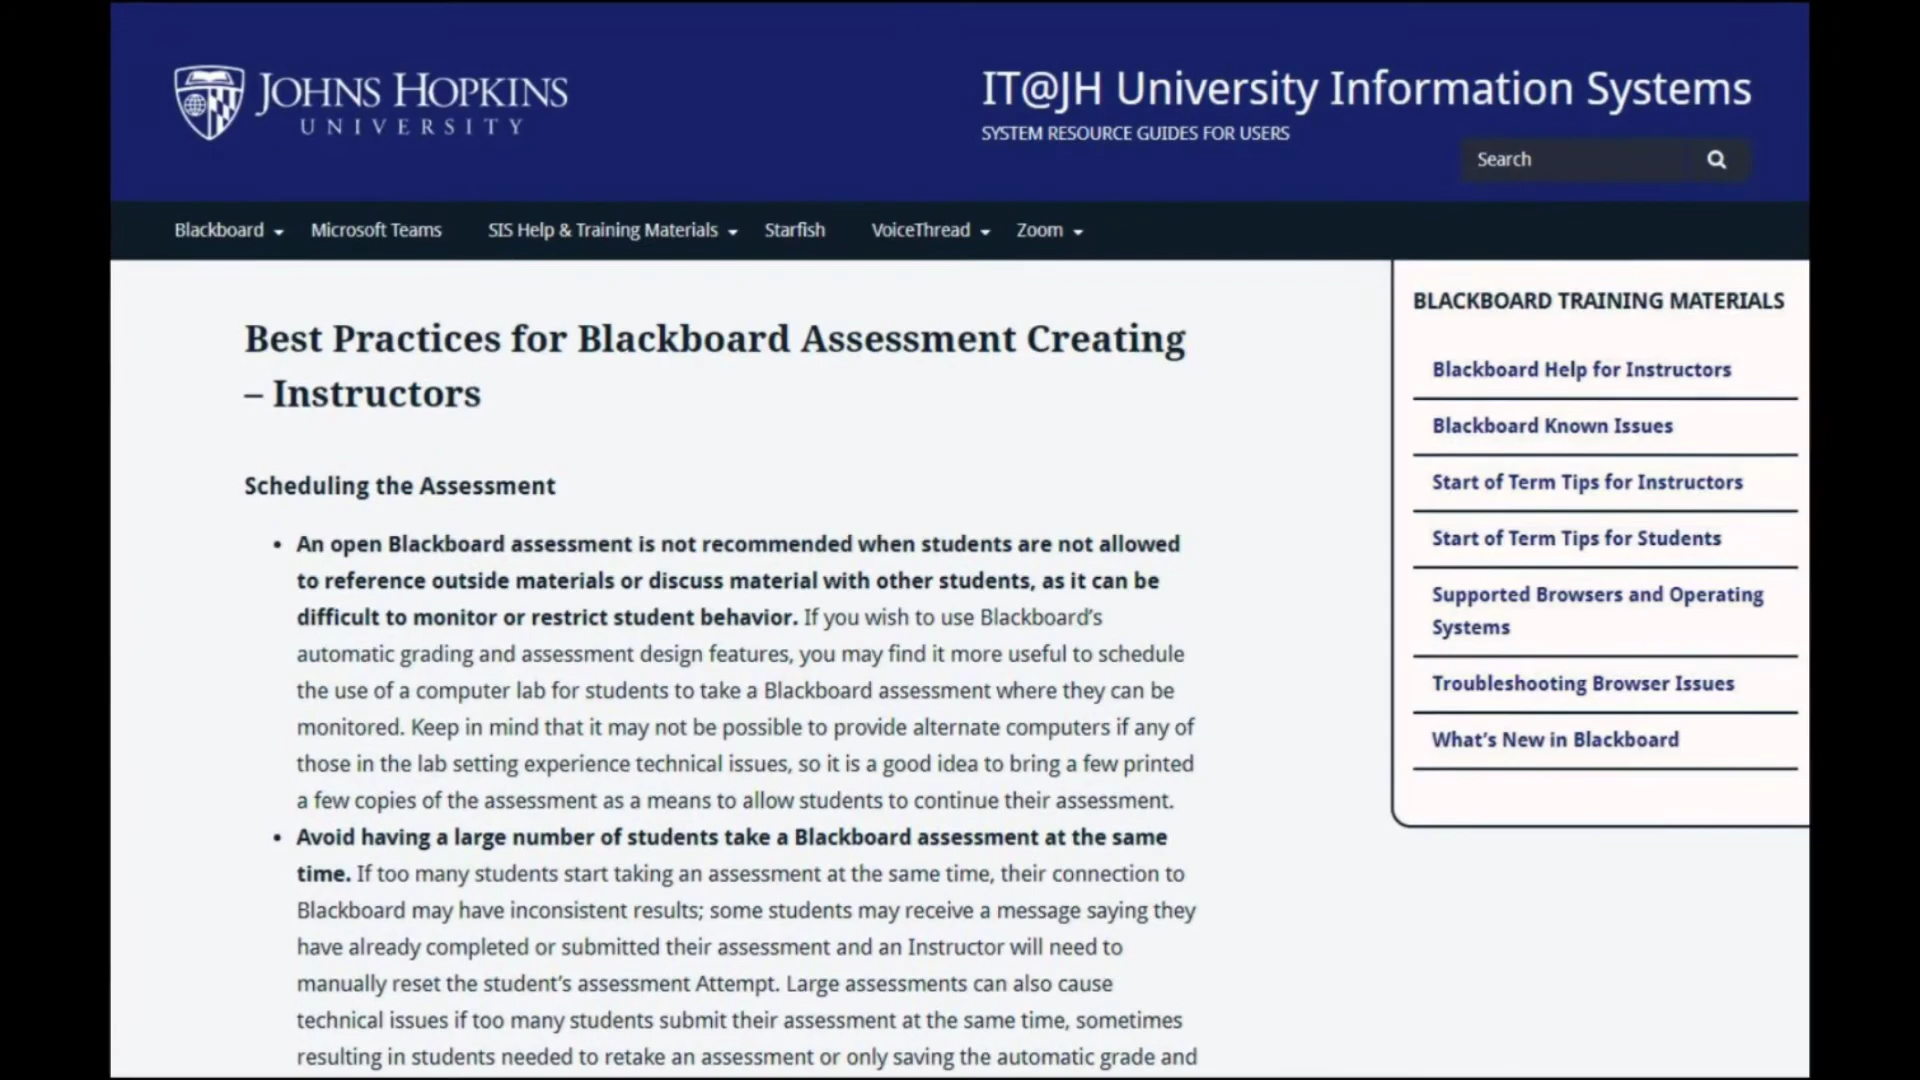 JOHNS HOPKINS
UNIVERSITY
IT@JH University Information Systems
SYSTEM RESOURCE GUIDES FOR USERS
Search
Blackboard Microsoft Teams SIS Help & Training Materials Starfish VoiceThread Zoom
Best Practices for Blackboard Assessment Creating
– Instructors
Scheduling the Assessment
• An open Blackboard assessment is not recommended when students are not allowed
to reference outside materials or discuss material with other students, as it can be
difficult to monitor or restrict student behavior. If you wish to use Blackboard’s
automatic grading and assessment design features, you may find it more useful to schedule
the use of a computer lab for students to take a Blackboard assessment where they can be
monitored. Keep in mind that it may not be possible to provide alternate computers if any of
those in the lab setting experience technical issues, so it is a good idea to bring a few printed
a few copies of the assessment as a means to allow students to continue their assessment.
• Avoid having a large number of students take a Blackboard assessment at the same
time. If too many students start taking an assessment at the same time, their connection to
Blackboard may have inconsistent results; some students may receive a message saying they
have already completed or submitted their assessment and an Instructor will need to
manually reset the student’s assessment Attempt. Large assessments can also cause
technical issues if too many students submit their assessment at the same time, sometimes
resulting in students needed to retake an assessment or only saving the automatic grade and
BLACKBOARD TRAINING MATERIALS
Blackboard Help for Instructors
Blackboard Known Issues
Start of Term Tips for Instructors
Start of Term Tips for Students
Supported Browsers and Operating
Systems
Troubleshooting Browser Issues
What’s New in Blackboard